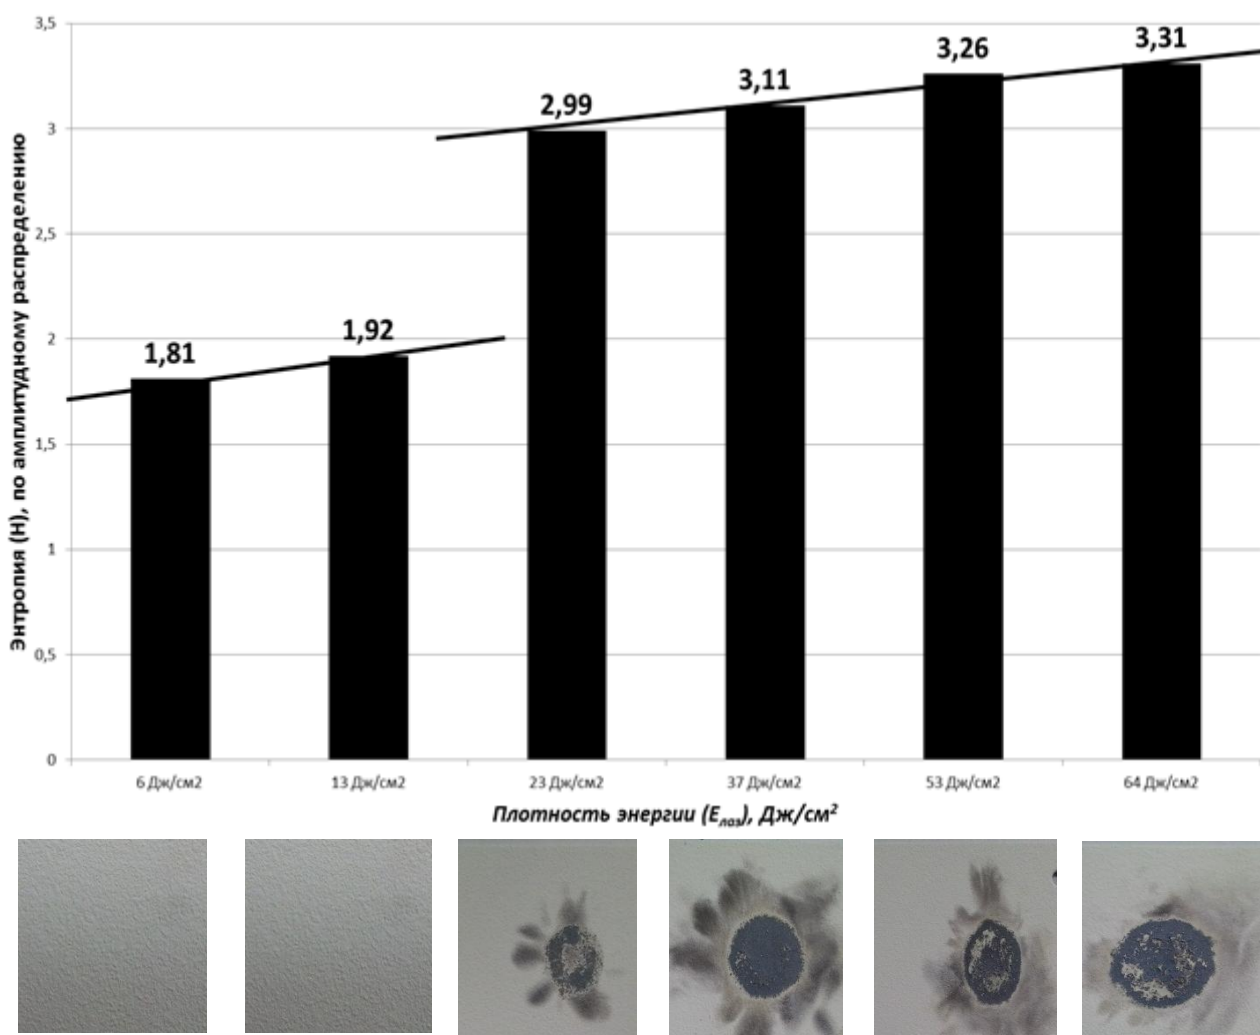 3,5
3
2,5
2
1,5
1
0,5
0
Энтропия (H), по амплитудному распределению
1,81
1,92
2,99
3,11
3,26
3,31
6 Дж/см2
13 Дж/см2
23 Дж/см2
37 Дж/см2
53 Дж/см2
64 Дж/см2
Плотность энергии (Eлаз), Дж/см²